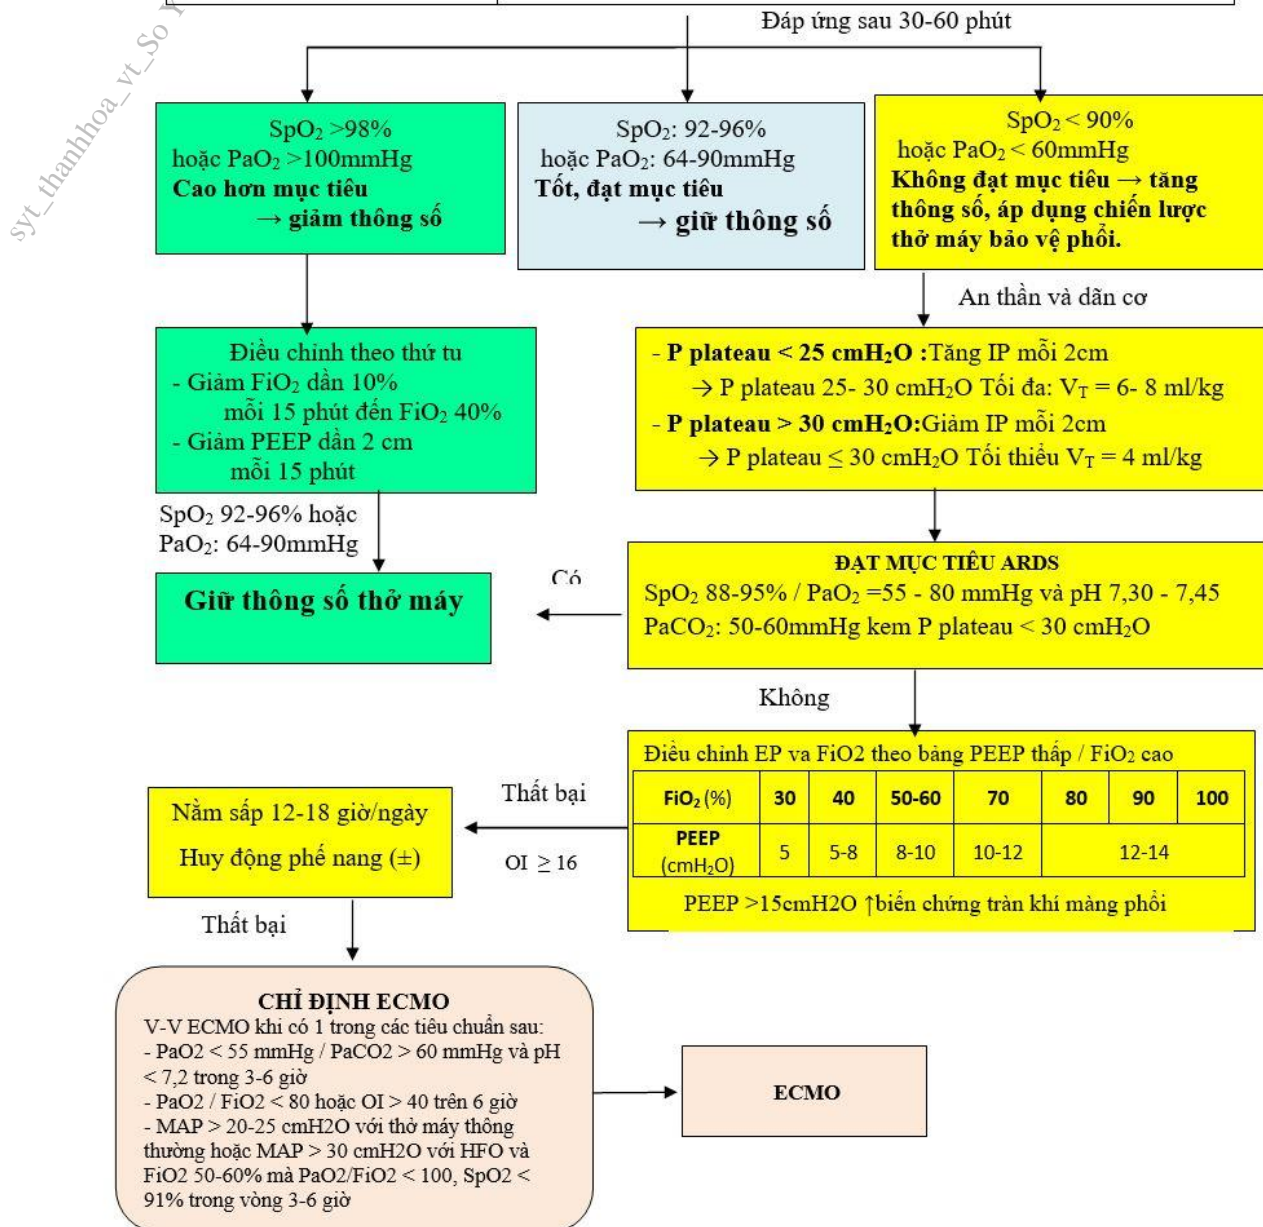 syt_thanhhoa_vt_So Y
Đáp ứng sau 30-60 phút
SpO₂ >98%
hoặc PaO₂ >100mmHg
Cao hơn mục tiêu
→ giảm thông số
SpO₂: 92-96%
hoặc PaO₂: 64-90mmHg
Tốt, đạt mục tiêu
→ giữ thông số
SpO₂ < 90%
hoặc PaO₂ < 60mmHg
Không đạt mục tiêu → tăng
thông số, áp dụng chiến lược
thở máy bảo vệ phổi.
An thần và dãn cơ
Điều chỉnh theo thứ tu
- Giảm FiO₂ dần 10%
mỗi 15 phút đến FiO₂ 40%
- Giảm PEEP dần 2 cm
mỗi 15 phút
- P plateau < 25 cmH₂O :Tăng IP mỗi 2cm
→ P plateau 25- 30 cmH₂O Tối đa: V_T = 6- 8 ml/kg
- P plateau > 30 cmH₂O:Giảm IP mỗi 2cm
→ P plateau ≤ 30 cmH₂O Tối thiểu V_T = 4 ml/kg
SpO₂ 92-96% hoặc
PaO₂: 64-90mmHg
Giữ thông số thở máy
Có
ĐẠT MỤC TIÊU ARDS
SpO₂ 88-95% / PaO₂ =55 - 80 mmHg và pH 7,30 - 7,45
PaCO₂: 50-60mmHg kem P plateau < 30 cmH₂O
Không
Điều chỉnh EP va FiO2 theo bảng PEEP thấp / FiO₂ cao
FiO₂ (%) 30 40 50-60 70 80 90 100
PEEP (cmH₂O) 5 5-8 8-10 10-12 12-14
PEEP >15cmH2O ↑biến chứng tràn khí màng phổi
Thất bại
OI ≥ 16
Nằm sấp 12-18 giờ/ngày
Huy động phế nang (±)
Thất bại
CHỈ ĐỊNH ECMO
V-V ECMO khi có 1 trong các tiêu chuẩn sau:
- PaO2 < 55 mmHg / PaCO2 > 60 mmHg và pH
< 7,2 trong 3-6 giờ
- PaO2 / FiO2 < 80 hoặc OI > 40 trên 6 giờ
- MAP > 20-25 cmH2O với thở máy thông
thường hoặc MAP > 30 cmH2O với HFO và
FiO2 50-60% mà PaO2/FiO2 < 100, SpO2 <
91% trong vòng 3-6 giờ
ECMO